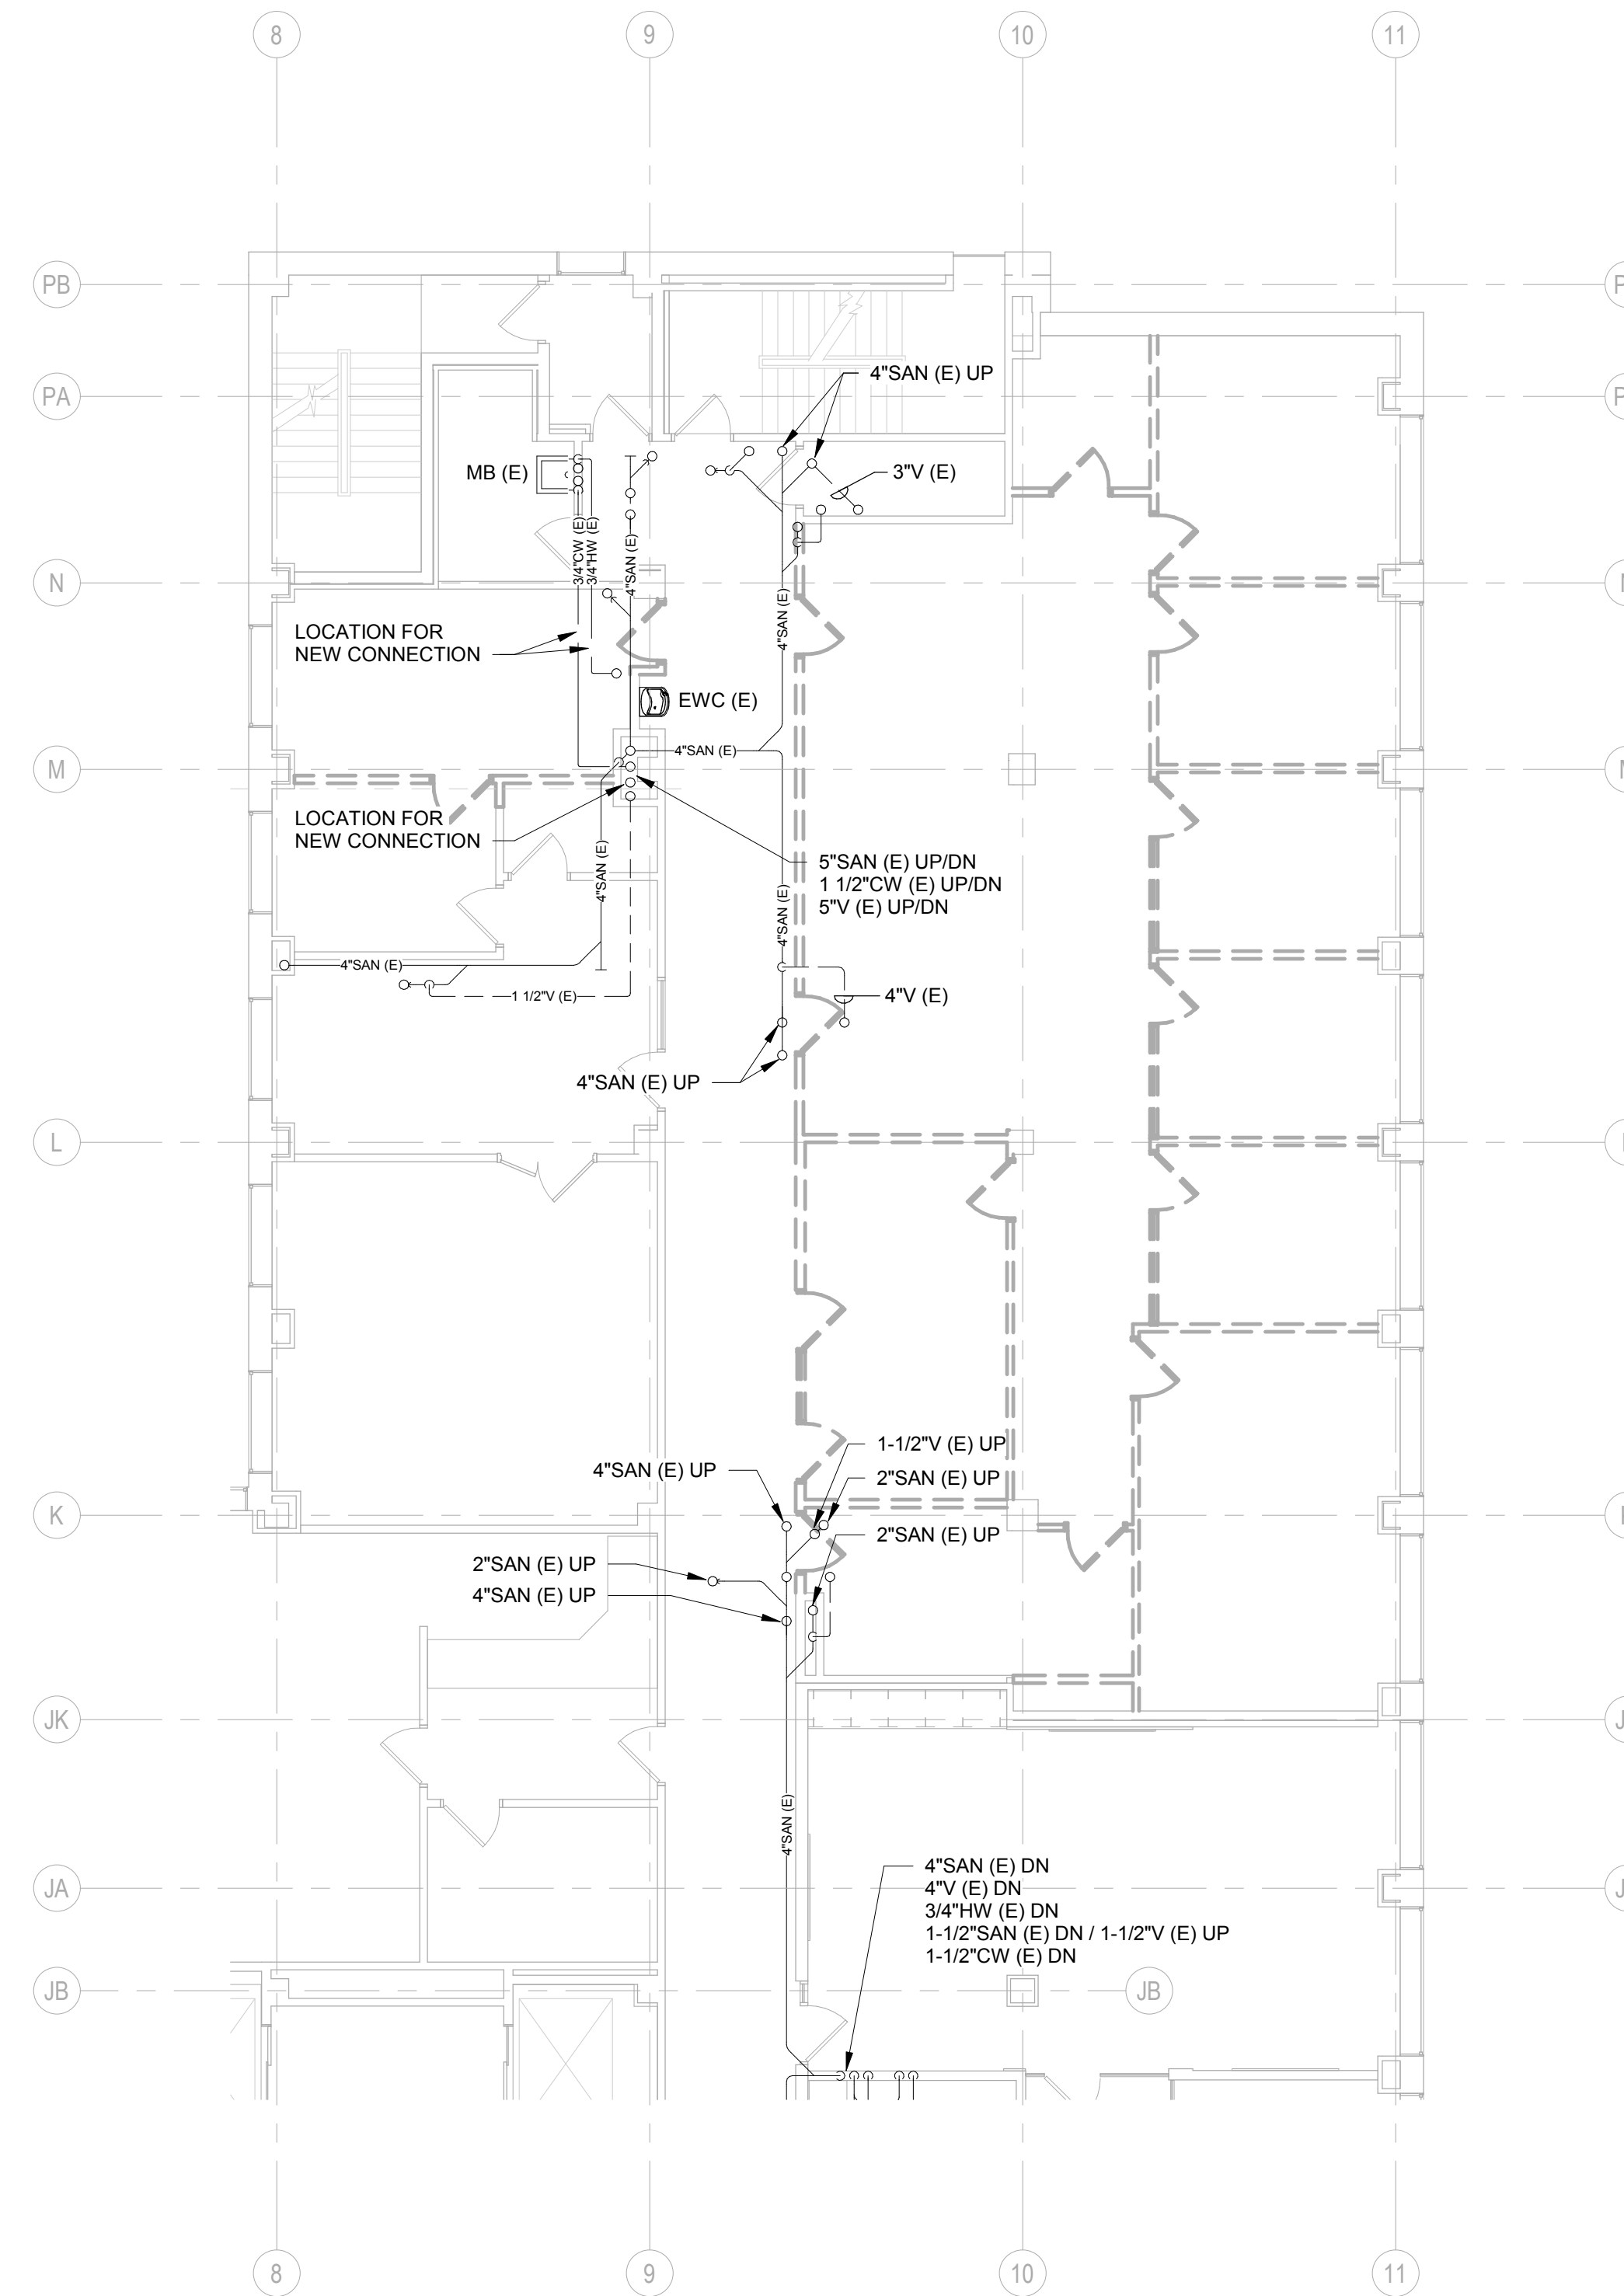 8
9
10
11
PB
PA
4"SAN (E) UP
MB (E)
3"V (E)
3/4"CW (E)
3/4"HW (E)
4"SAN (E)
N
4"SAN (E)
LOCATION FOR
NEW CONNECTION
EWC (E)
4"SAN (E)
M
LOCATION FOR
NEW CONNECTION
4"SAN (E)
5"SAN (E) UP/DN
1 1/2"CW (E) UP/DN
5"V (E) UP/DN
4"SAN (E)
4"SAN (E)
1 1/2"V (E)
4"V (E)
4"SAN (E) UP
L
1-1/2"V (E) UP
4"SAN (E) UP
2"SAN (E) UP
K
2"SAN (E) UP
2"SAN (E) UP
4"SAN (E) UP
JK
4"SAN (E)
4"SAN (E) DN
4"V (E) DN
3/4"HW (E) DN
1-1/2"SAN (E) DN / 1-1/2"V (E) UP
1-1/2"CW (E) DN
JA
JB
JB
8
9
10
11